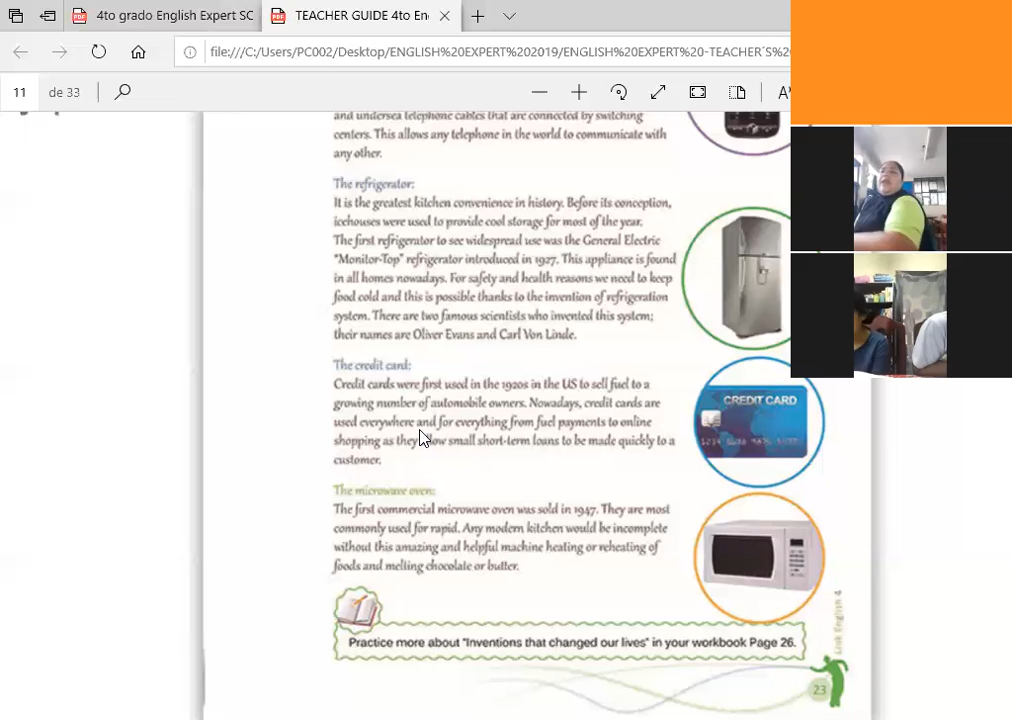 4to grado English Expert SC
TEACHER GUIDE 4to En
file:///C:/Users/PC002/Desktop/ENGLISH%20EXPERT%202019/ENGLISH%20EXPERT%20-TEACHER´S%20
11 de 33
and undersea telephone cables that are connected by switching
centers. This allows any telephone in the world to communicate with
any other.
The refrigerator:
It is the greatest kitchen convenience in history. Before its conception,
icehouses were used to provide cool storage for most of the year.
The first refrigerator to see widespread use was the General Electric
"Monitor-Top" refrigerator introduced in 1927. This appliance is found
in all homes nowadays. For safety and health reasons we need to keep
food cold and this is possible thanks to the invention of refrigeration
system. There are two famous scientists who invented this system;
their names are Oliver Evans and Carl Von Linde.
The credit card:
Credit cards were first used in the 1920s in the US to sell fuel to a
growing number of automobile owners. Nowadays, credit cards are
used everywhere and for everything from fuel payments to online
shopping as they allow small short-term loans to be made quickly to a
customer.
CREDIT CARD
The microwave oven:
The first commercial microwave oven was sold in 1947. They are most
commonly used for rapid. Any modern kitchen would be incomplete
without this amazing and helpful machine heating or reheating of
foods and melting chocolate or butter.
Practice more about "Inventions that changed our lives" in your workbook Page 26.
Link English 4
23